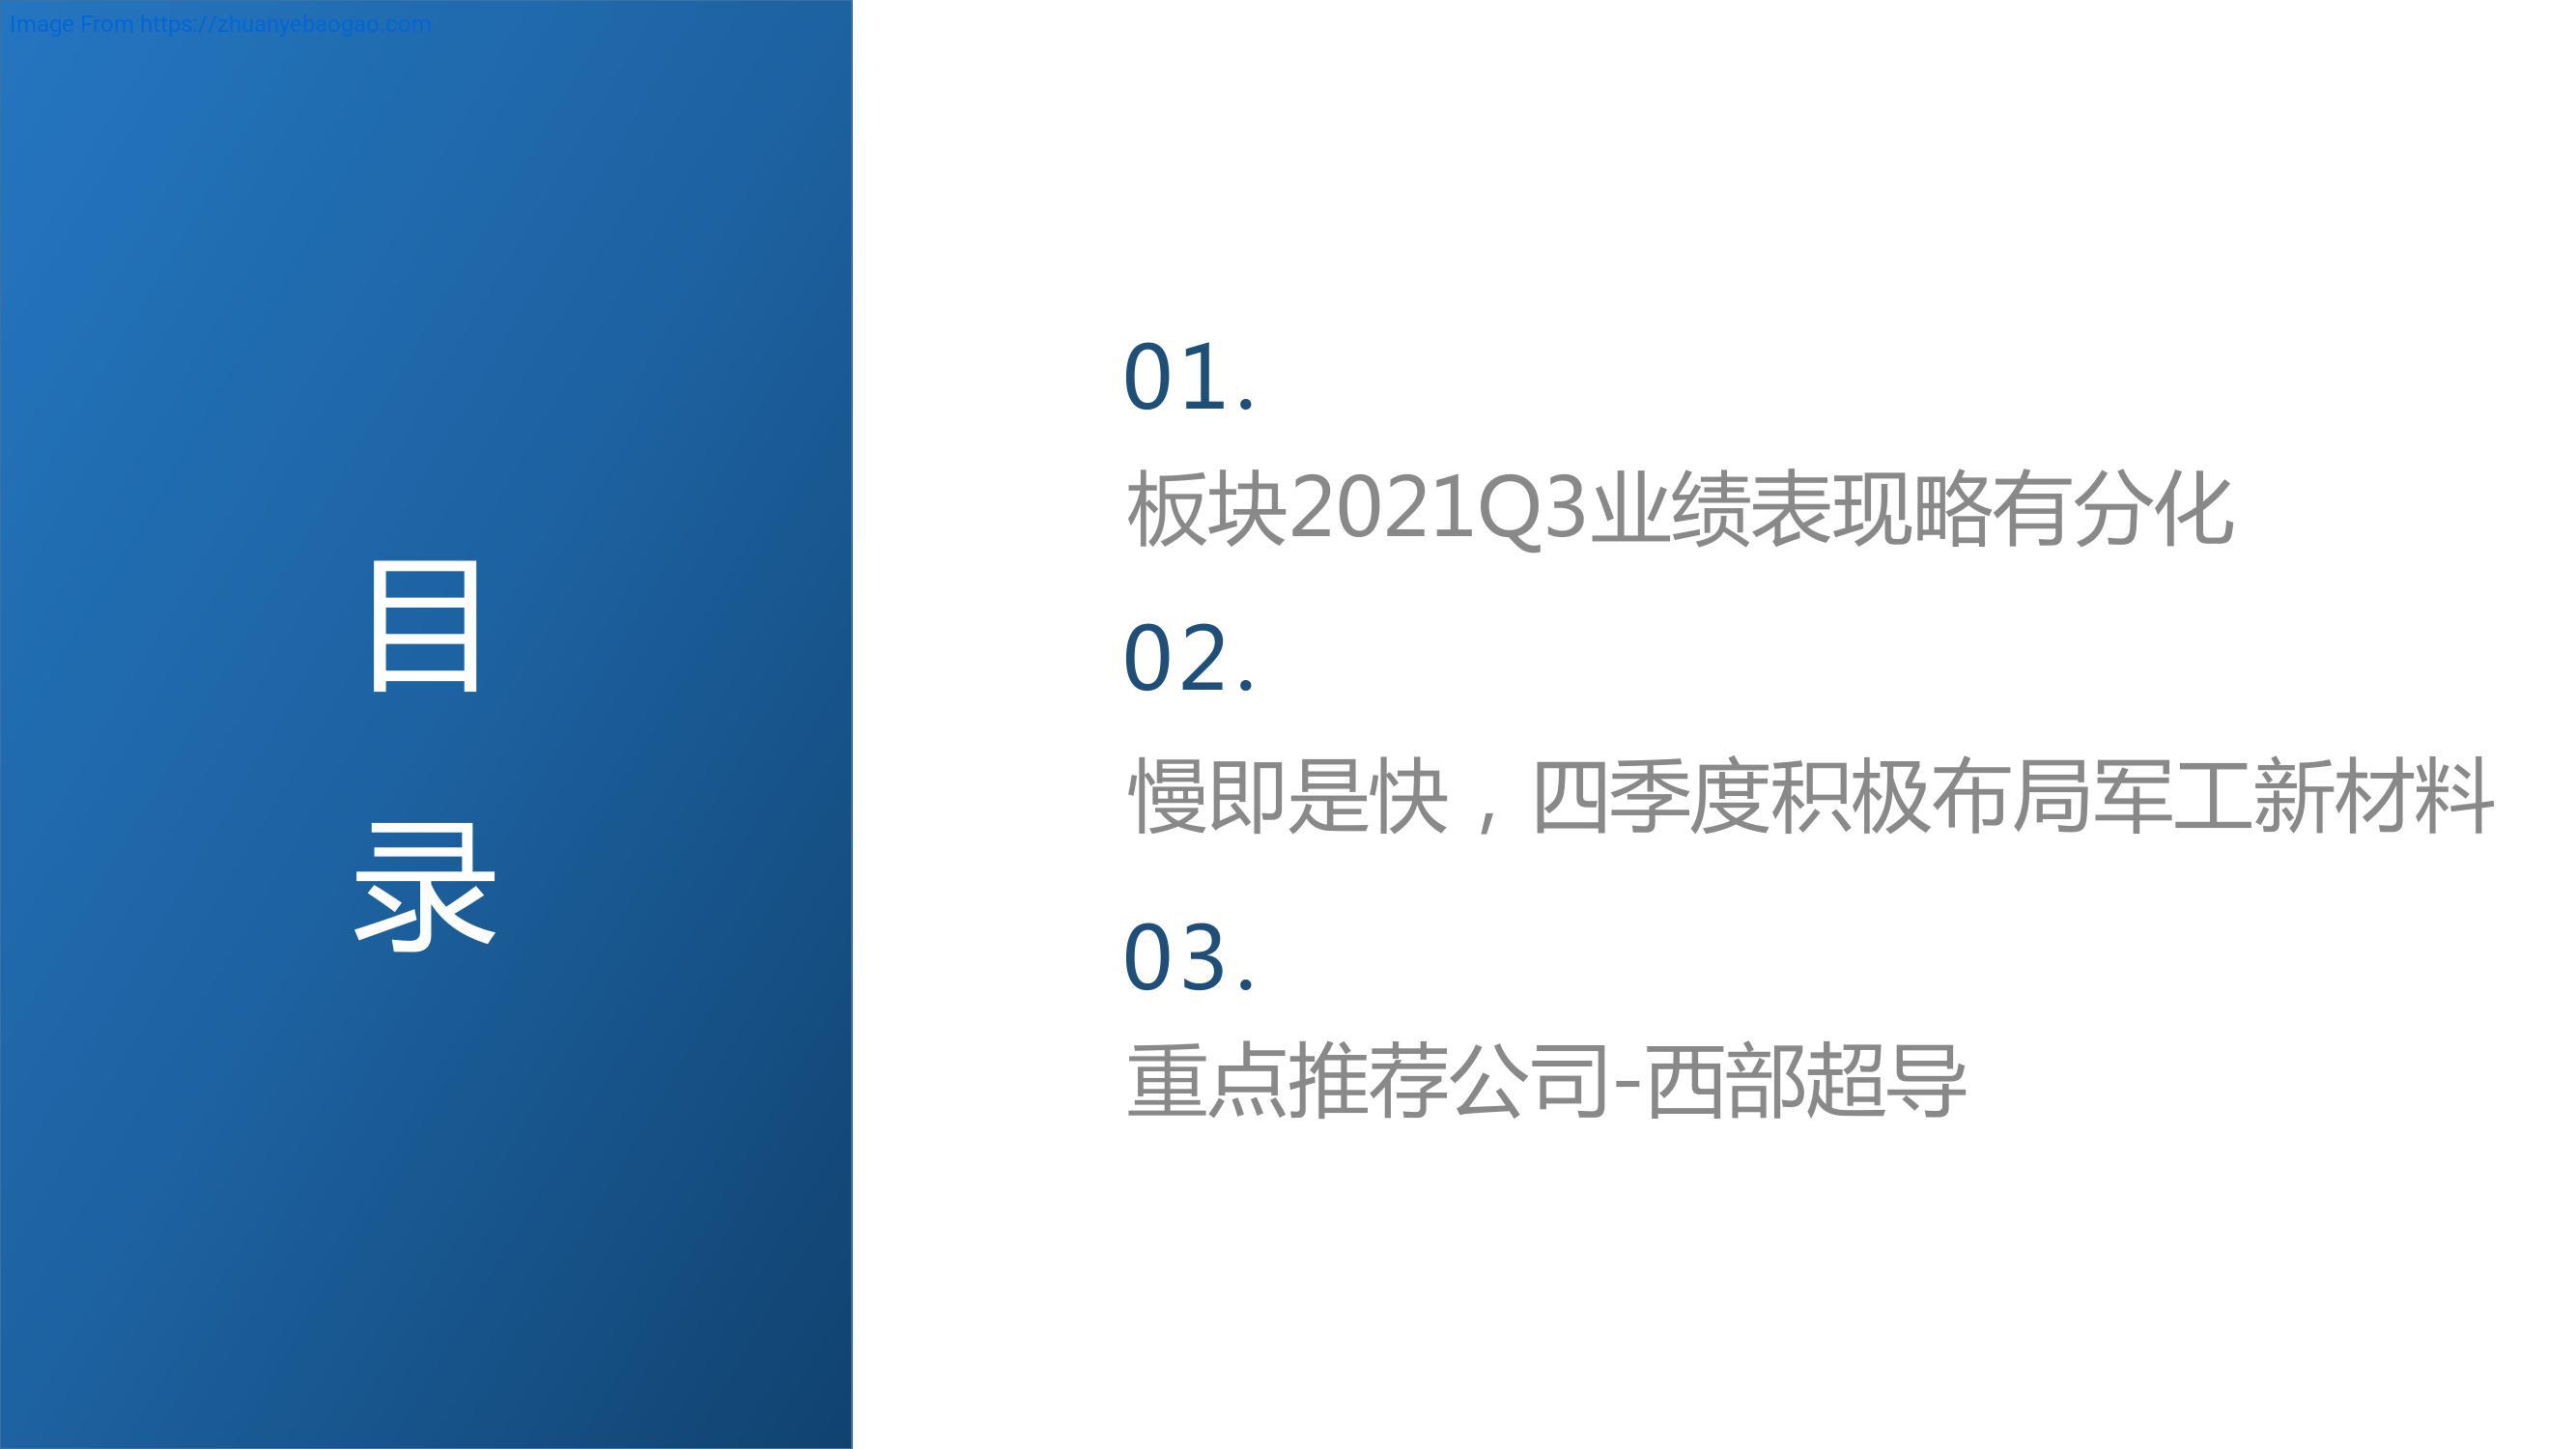 Image From https://zhuanyebaogao.com
目
录
01.
板块2021Q3业绩表现略有分化
02.
慢即是快，四季度积极布局军工新材料
03.
重点推荐公司-西部超导